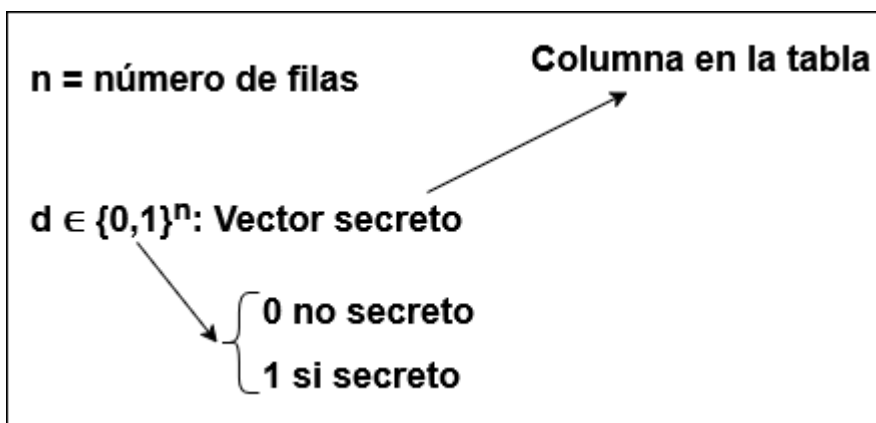 n = número de filas
Columna en la tabla
d ∈ {0,1}ⁿ: Vector secreto
0 no secreto
1 si secreto